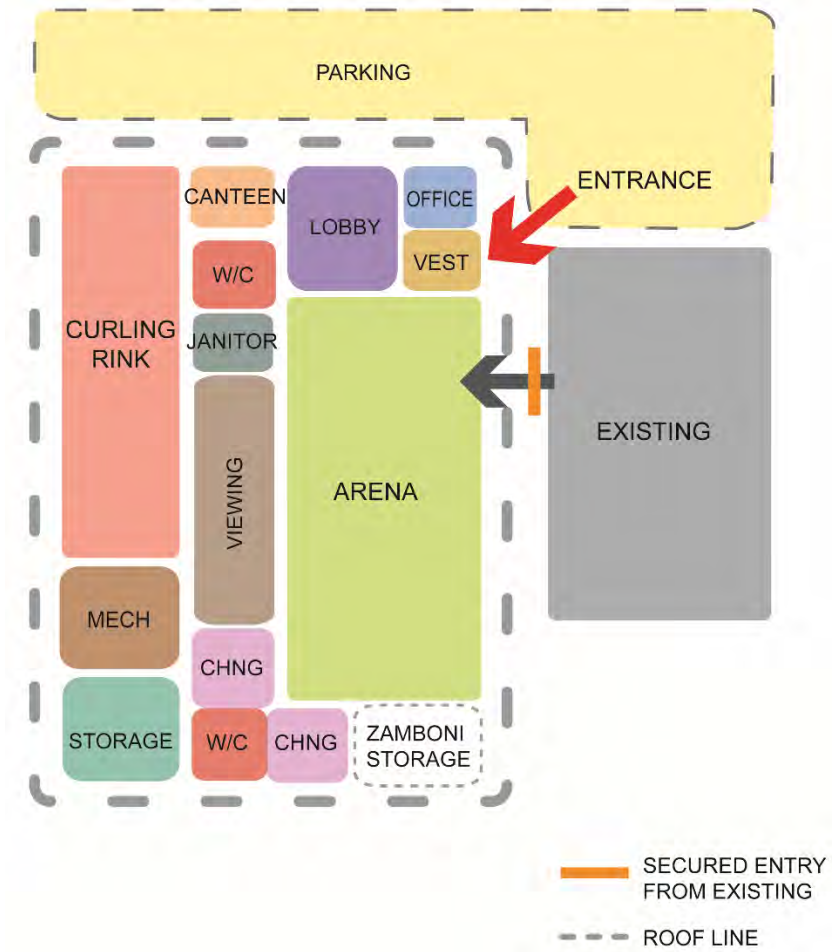 PARKING
ENTRANCE
CANTEEN
LOBBY
OFFICE
VEST
W/C
CURLING
RINK
JANITOR
VIEWING
ARENA
EXISTING
MECH
CHNG
STORAGE
W/C
CHNG
ZAMBONI
STORAGE
SECURED ENTRY
FROM EXISTING
ROOF LINE